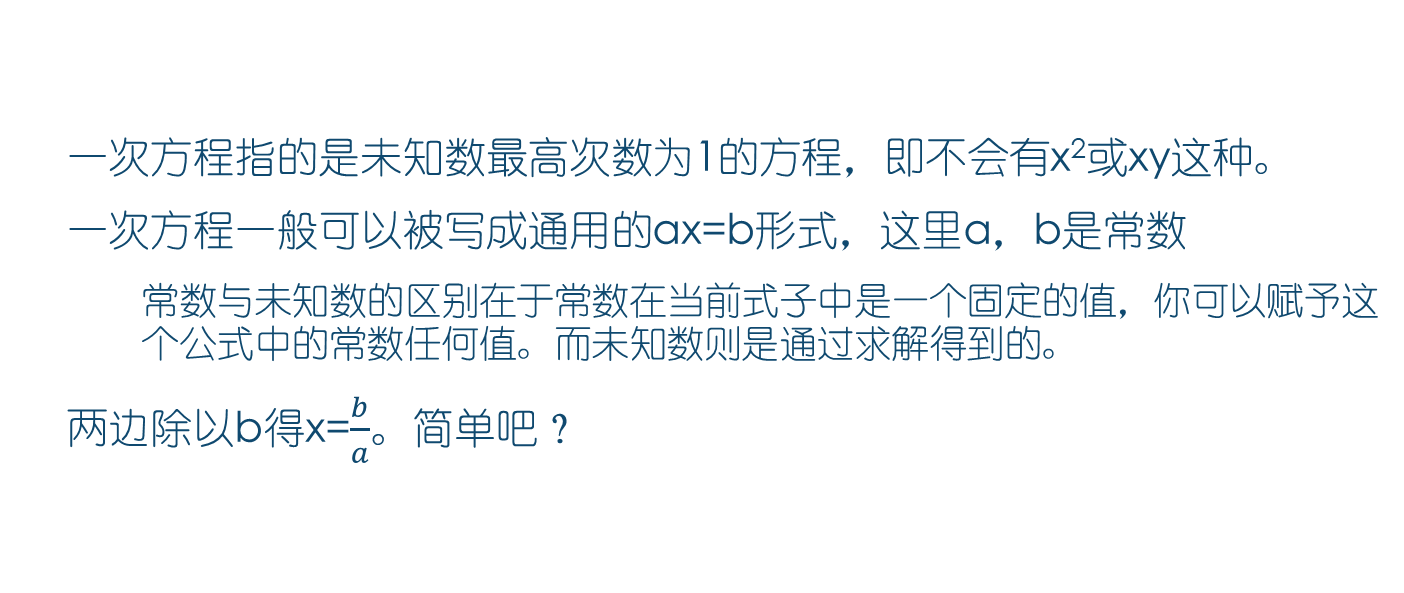 一次方程指的是未知数最高次数为1的方程，即不会有x²或xy这种。
一次方程一般可以被写成通用的ax=b形式，这里a，b是常数
常数与未知数的区别在于常数在当前式子中是一个固定的值，你可以赋予这
个公式中的常数任何值。而未知数则是通过求解得到的。
两边除以b得x=b/a。简单吧？